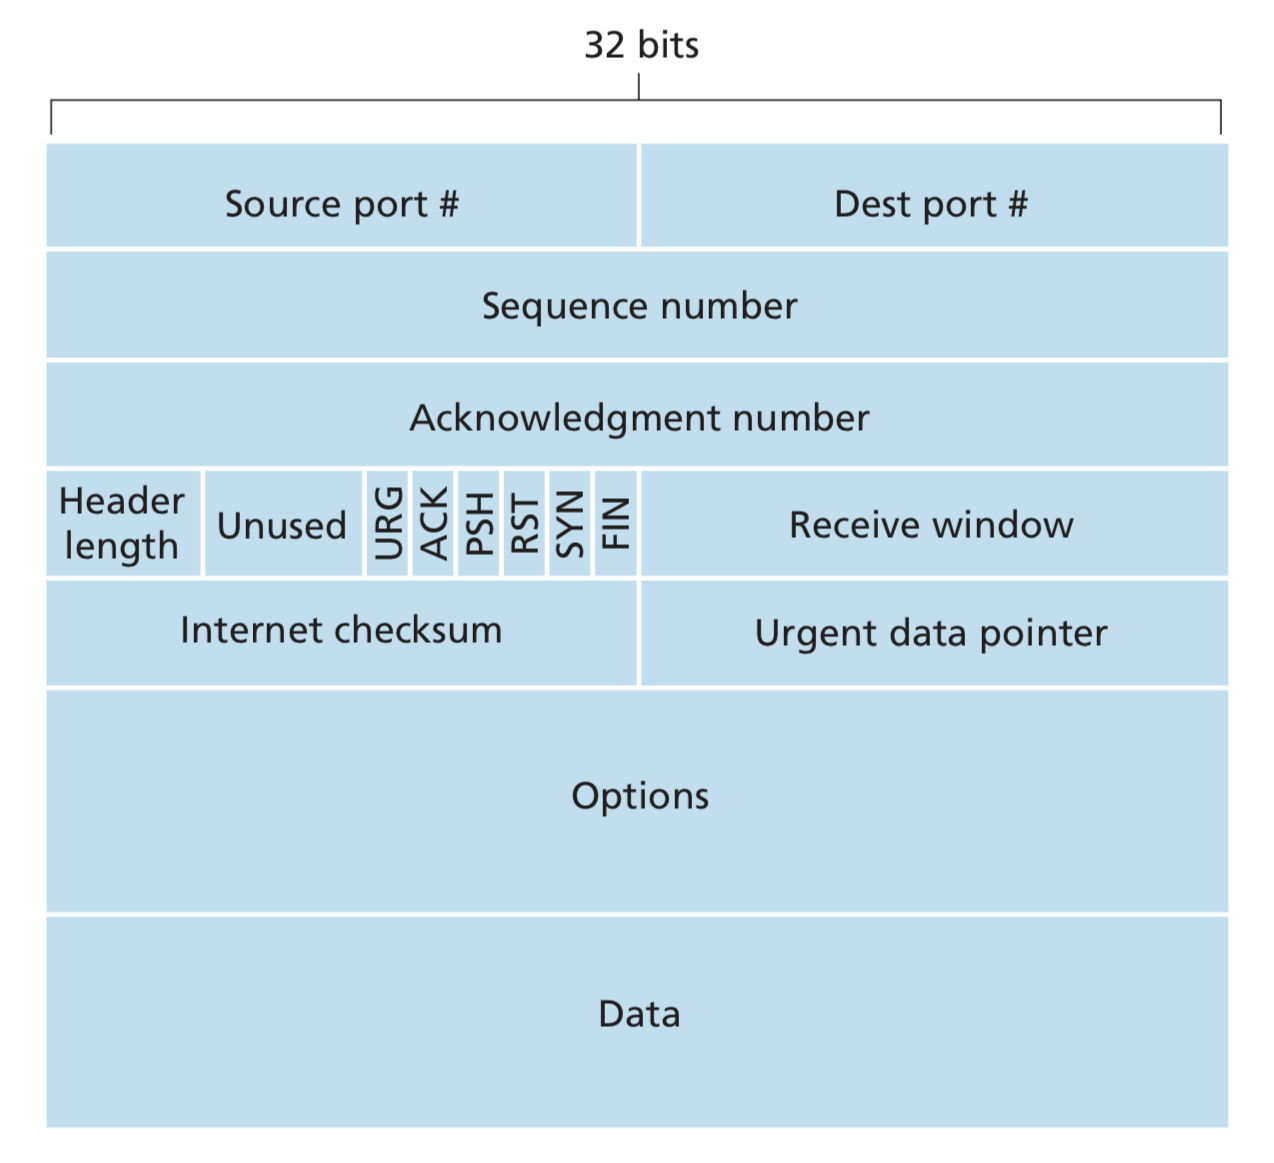 32 bits
Source port #
Dest port #
Sequence number
Acknowledgment number
Header
length
Unused
URG
ACK
PSH
RST
SYN
FIN
Receive window
Internet checksum
Urgent data pointer
Options
Data